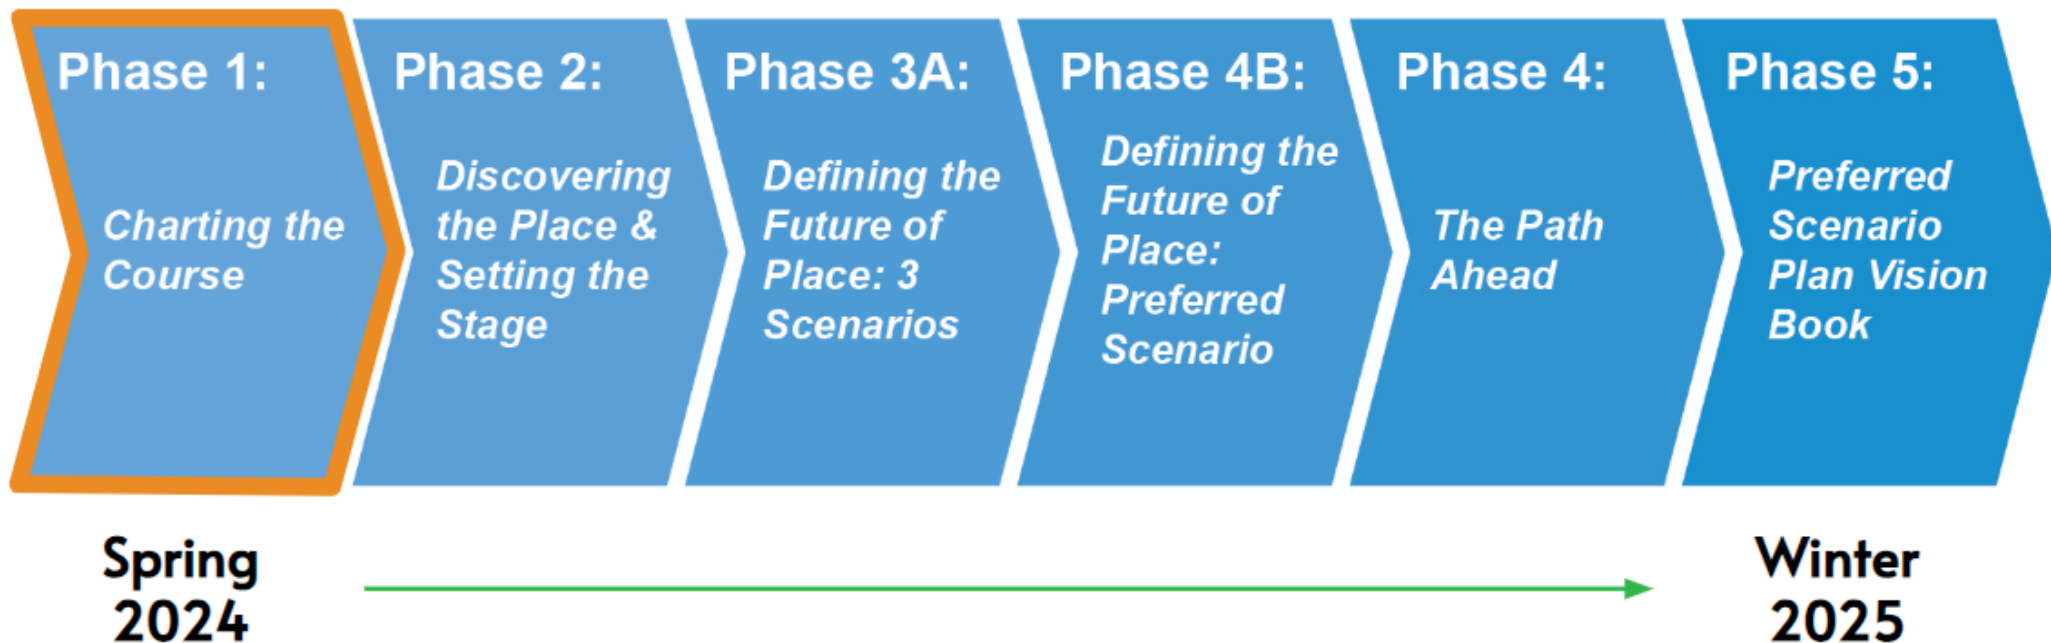 Phase 1:
Charting the
Course
Phase 2:
Discovering
the Place &
Setting the
Stage
Phase 3A:
Defining the
Future of
Place: 3
Scenarios
Phase 4B:
Defining the
Future of
Place:
Preferred
Scenario
Phase 4:
The Path
Ahead
Phase 5:
Preferred
Scenario
Plan Vision
Book
Spring
2024
Winter
2025